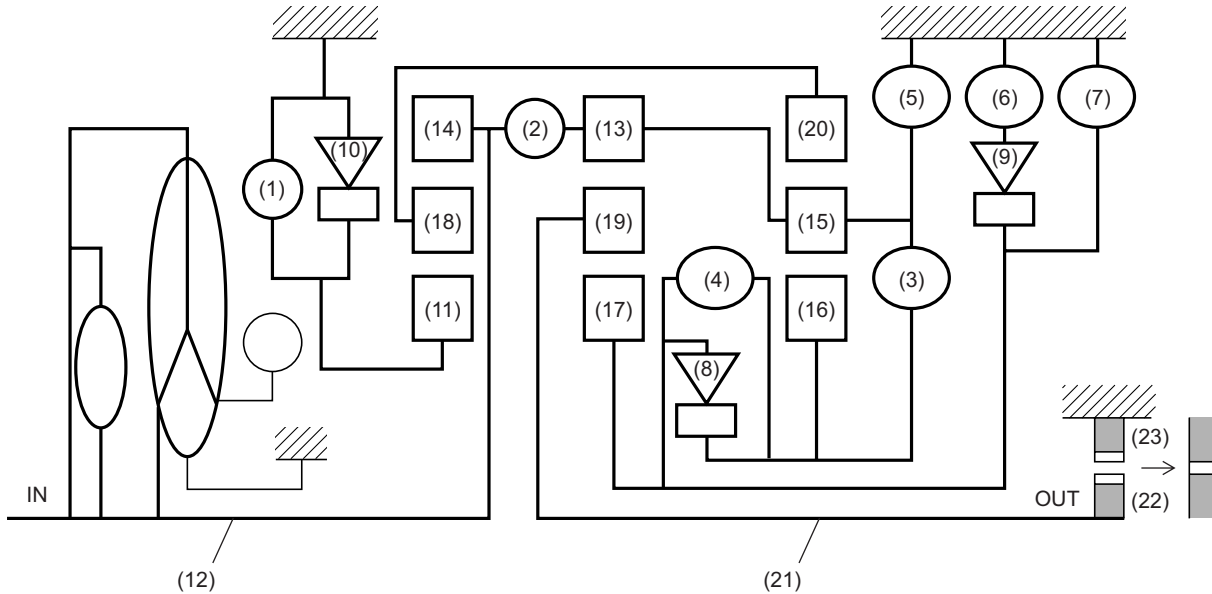 (5) (6) (7)
(14) (2) (13) (20)
(10)
(9)
(1)
(18) (19) (15)
(4) (3)
(11) (17) (16)
(8)
(23)
IN OUT (22)
(12) (21)